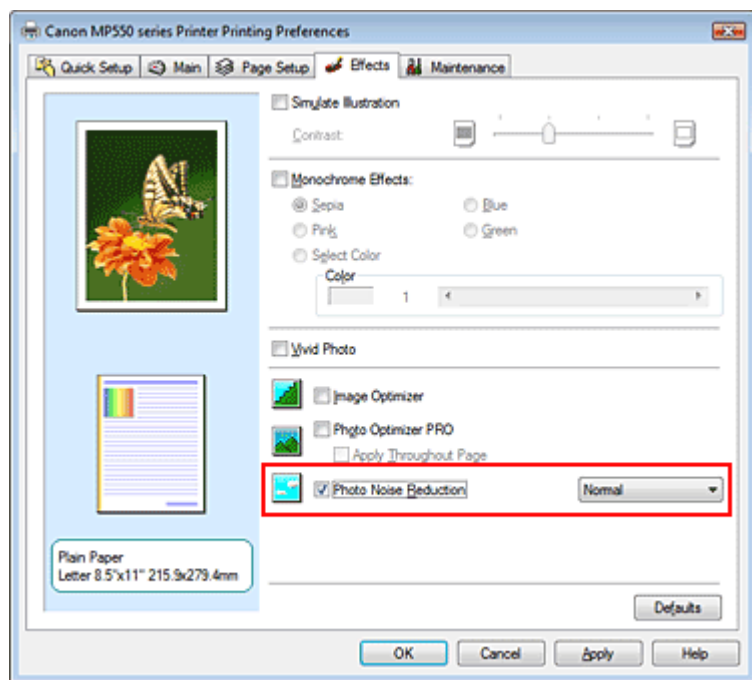 Canon MP550 series Printer Printing Preferences
Quick Setup Main Page Setup Effects Maintenance
Simulate Illustration
Contrast:
Monochrome Effects:
Sepia Blue
Pink Green
Select Color
Color
1
Vivid Photo
Image Optimizer
Photo Optimizer PRO
Apply Throughout Page
Photo Noise Reduction Normal
Plain Paper
Letter 8.5"x11" 215.9x279.4mm
Defaults
OK Cancel Apply Help